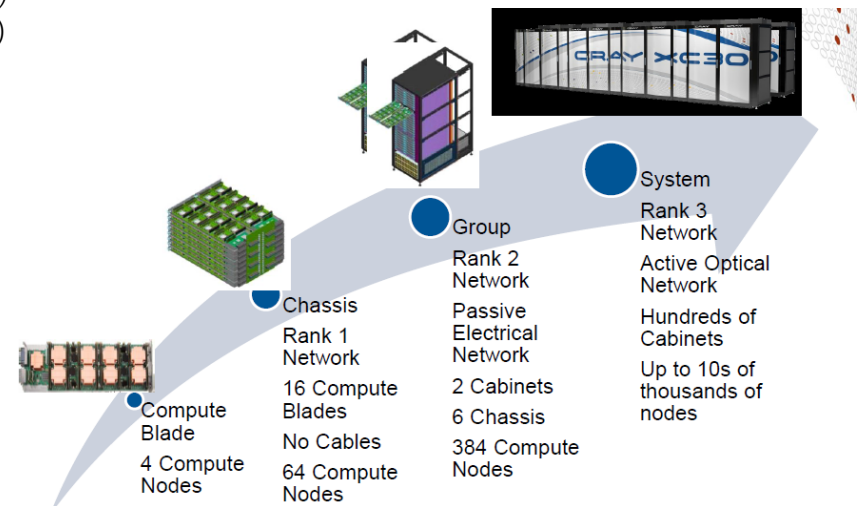 )
)
CRAY XC30
Compute
Blade
4 Compute
Nodes
Chassis
Rank 1
Network
16 Compute
Blades
No Cables
64 Compute
Nodes
Group
Rank 2
Network
Passive
Electrical
Network
2 Cabinets
6 Chassis
384 Compute
Nodes
System
Rank 3
Network
Active Optical
Network
Hundreds of
Cabinets
Up to 10s of
thousands of
nodes